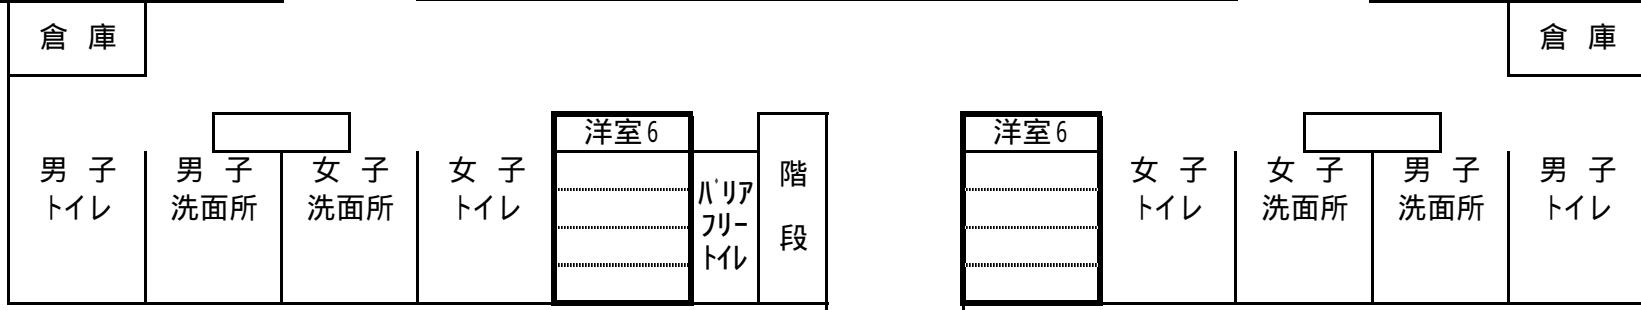 倉 庫
倉 庫
洋室6
洋室6
男 子
トイレ
男 子
洗面所
女 子
洗面所
女 子
トイレ
バリア
フリー
トイレ
階
段
女 子
トイレ
女 子
洗面所
男 子
洗面所
男 子
トイレ